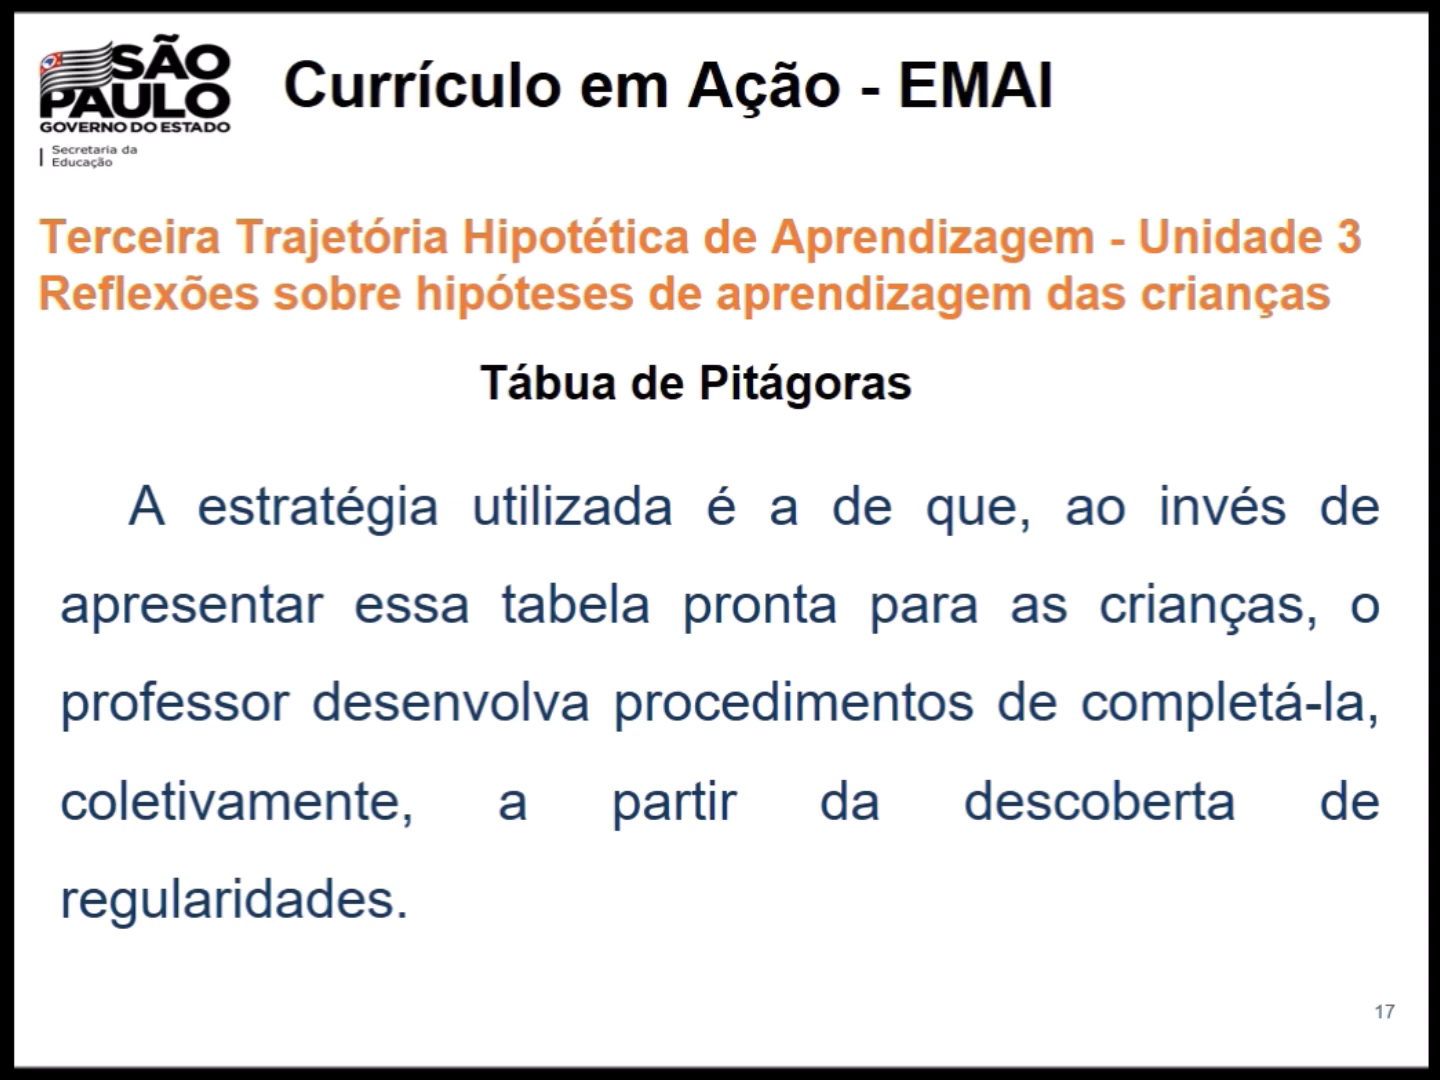 SÃO
PAULO
GOVERNO DO ESTADO
Secretaria da
Educação
Currículo em Ação - EMAI
Terceira Trajetória Hipotética de Aprendizagem - Unidade 3
Reflexões sobre hipóteses de aprendizagem das crianças
Tábua de Pitágoras
A estratégia utilizada é a de que, ao invés de
apresentar essa tabela pronta para as crianças, o
professor desenvolva procedimentos de completá-la,
coletivamente, a partir da descoberta de
regularidades.
17